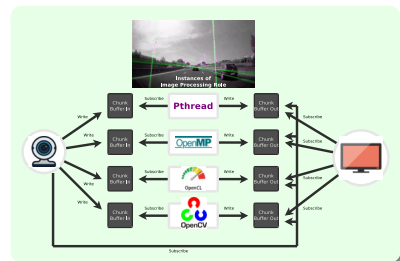 Instances of
Image Processing Role
Chunk
Buffer In
Subscribe
Pthread
Write
Chunk
Buffer Out
Write
Subscribe
Write
Chunk
Buffer In
Subscribe
OpenMP
Write
Chunk
Buffer Out
Subscribe
Chunk
Buffer In
Subscribe
OpenCL
Write
Chunk
Buffer Out
Write
Subscribe
Write
Chunk
Buffer In
Subscribe
OpenCV
Write
Chunk
Buffer Out
Subscribe
Subscribe